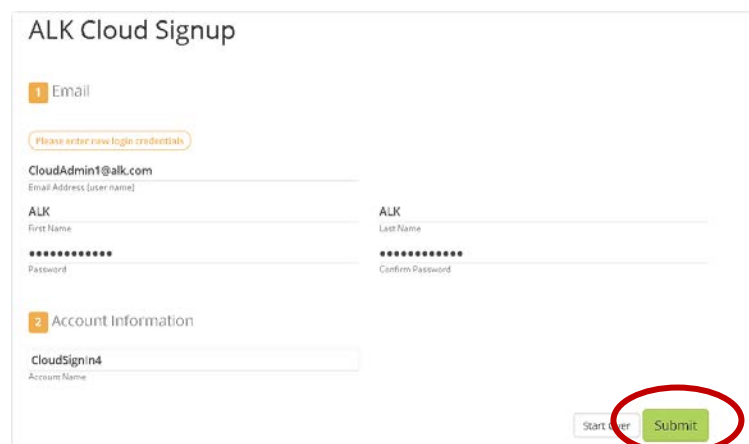 ALK Cloud Signup
1 Email
Please enter new login credentials
CloudAdmin1@alk.com
Email Address (user name)
ALK ALK
First Name Last Name
•••••••••••• ••••••••••••
Password Confirm Password
2 Account Information
CloudSignIn4
Account Name
Start Over Submit